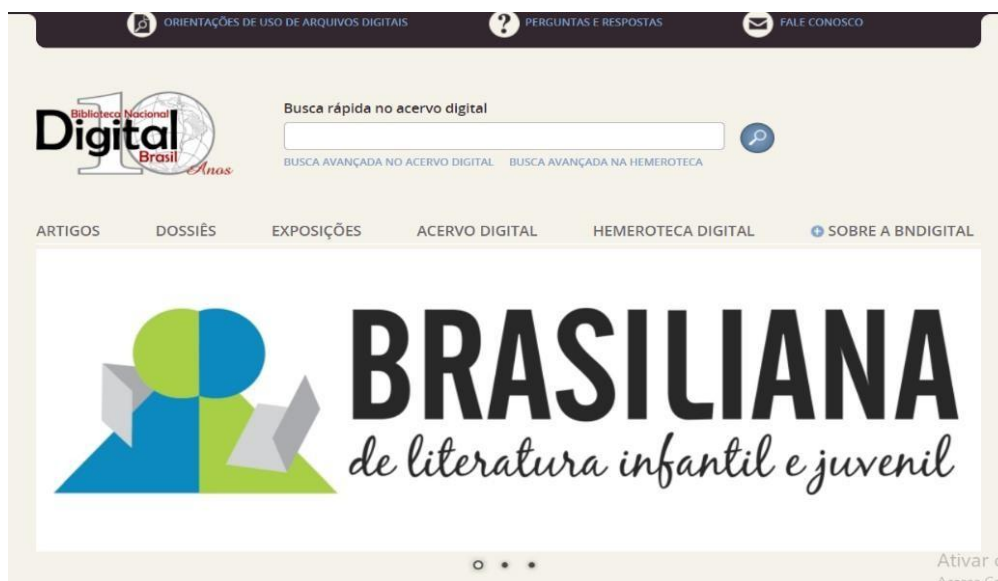 ORIENTAÇÕES DE USO DE ARQUIVOS DIGITAIS
PERGUNTAS E RESPOSTAS
FALE CONOSCO
10
Biblioteca Nacional
Digital
Brasil
Anos
Busca rápida no acervo digital
BUSCA AVANÇADA NO ACERVO DIGITAL BUSCA AVANÇADA NA HEMEROTECA
ARTIGOS DOSSIÊS EXPOSIÇÕES ACERVO DIGITAL HEMEROTECA DIGITAL SOBRE A BNDIGITAL
BRASILIANA
de literatura infantil e juvenil
Ativar